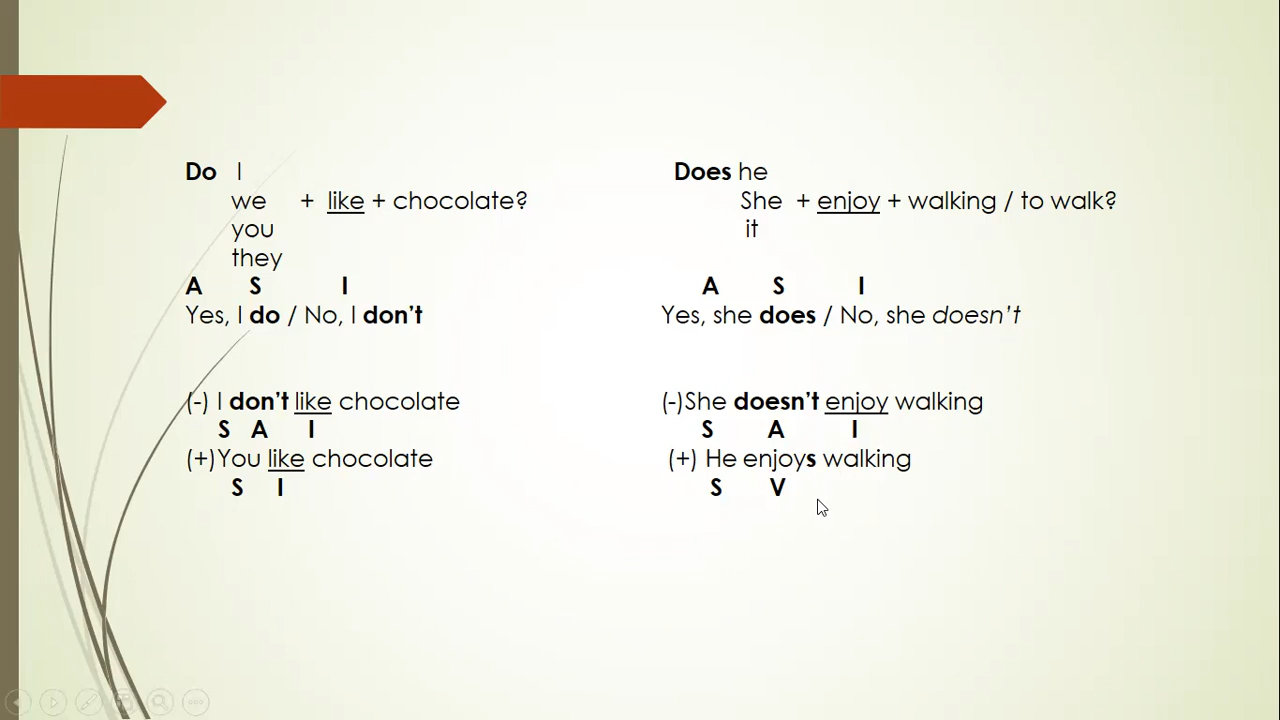 Do I
we + like + chocolate?
you
they
A S I
Yes, I do / No, I don't
(-) I don't like chocolate
S A I
(+)You like chocolate
S I
Does he
She + enjoy + walking / to walk?
it
A S I
Yes, she does / No, she doesn't
(-)She doesn't enjoy walking
S A I
(+) He enjoys walking
S V